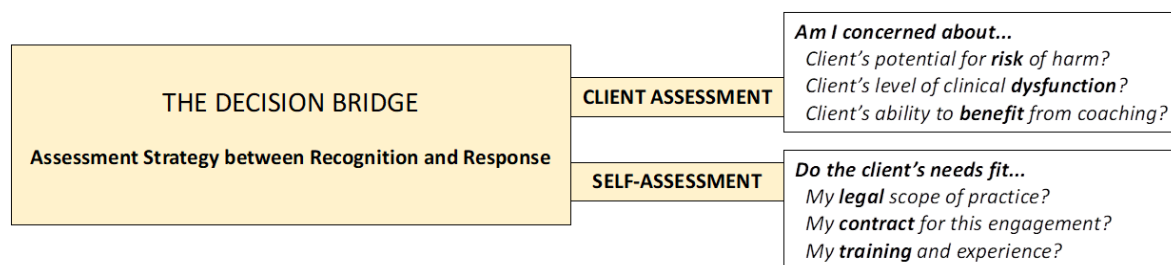 THE DECISION BRIDGE
Assessment Strategy between Recognition and Response
CLIENT ASSESSMENT
Am I concerned about...
Client’s potential for risk of harm?
Client’s level of clinical dysfunction?
Client’s ability to benefit from coaching?
SELF-ASSESSMENT
Do the client’s needs fit...
My legal scope of practice?
My contract for this engagement?
My training and experience?